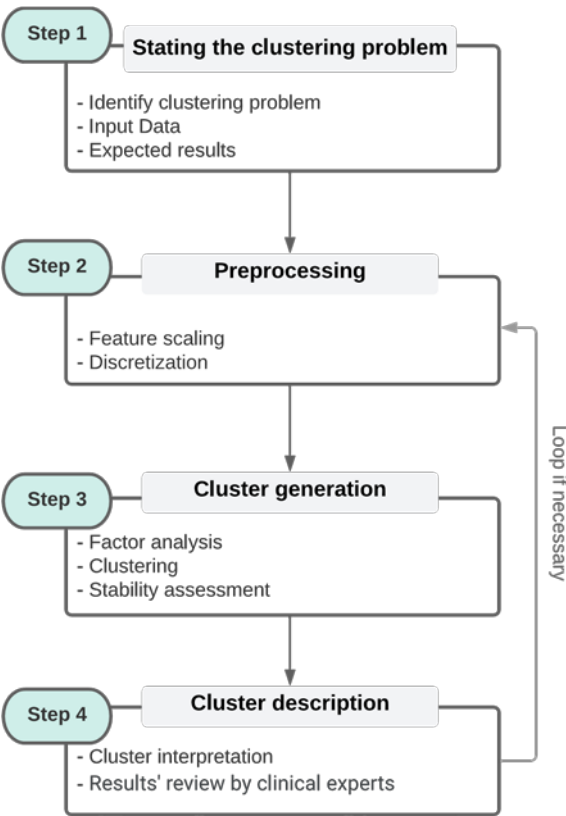 Step 1
Stating the clustering problem
- Identify clustering problem
- Input Data
- Expected results
Step 2
Preprocessing
- Feature scaling
- Discretization
Loop if necessary
Step 3
Cluster generation
- Factor analysis
- Clustering
- Stability assessment
Step 4
Cluster description
- Cluster interpretation
- Results' review by clinical experts